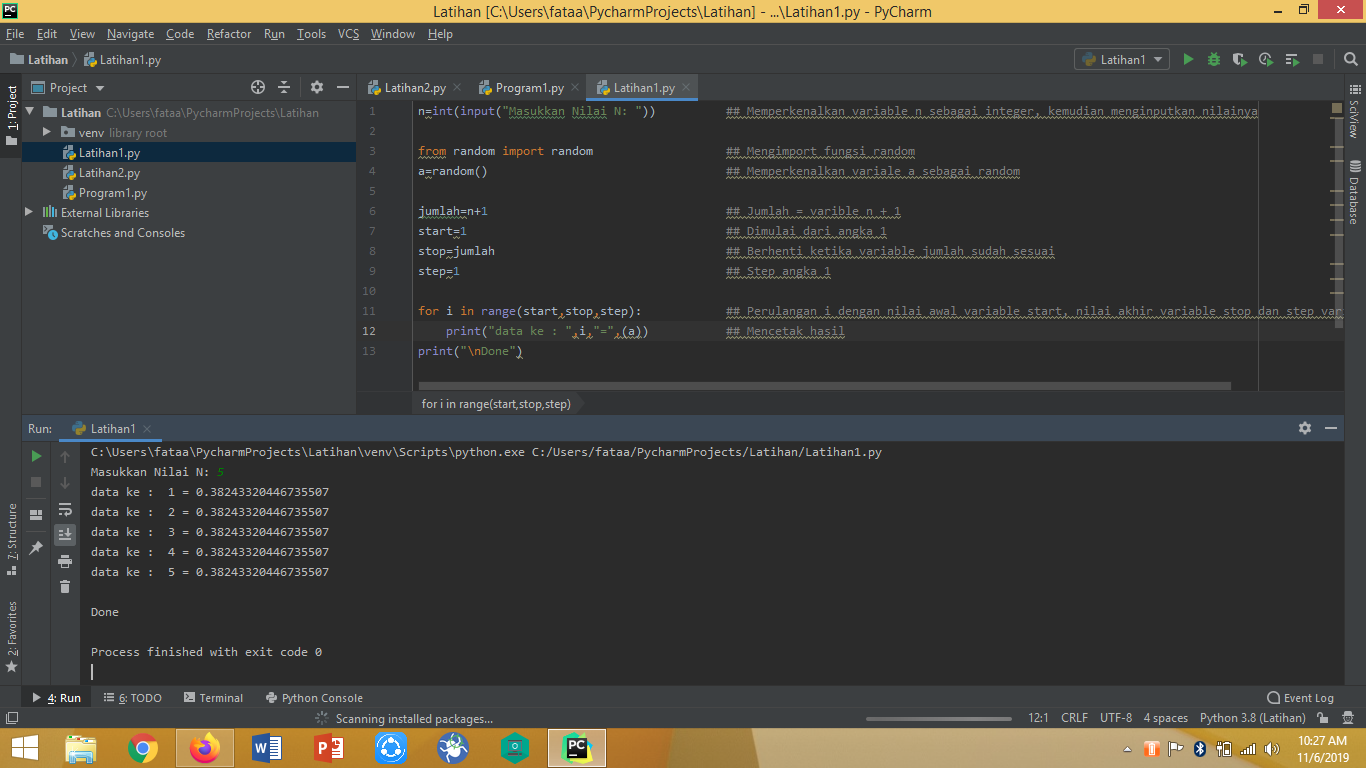 Latihan [C:\Users\fataa\PycharmProjects\Latihan] - ...\Latihan1.py - PyCharm
File Edit View Navigate Code Refactor Run Tools VCS Window Help
Latihan Latihan1.py
Latihan1
Project
Latihan2.py Program1.py Latihan1.py
1: Project
Latihan C:\Users\fataa\PycharmProjects\Latihan
venv library root
Latihan1.py
Latihan2.py
Program1.py
External Libraries
Scratches and Consoles
1 n=int(input("Masukkan Nilai N: ")) ## Memperkenalkan variable n sebagai integer, kemudian menginputkan nilainya
2
3 from random import random ## Mengimport fungsi random
4 a=random() ## Memperkenalkan variale a sebagai random
5
6 jumlah=n+1 ## Jumlah = varible n + 1
7 start=1 ## Dimulai dari angka 1
8 stop=jumlah ## Berhenti ketika variable jumlah sudah sesuai
9 step=1 ## Step angka 1
10
11 for i in range(start,stop,step): ## Perulangan i dengan nilai awal variable start, nilai akhir variable stop dan step var
12 print("data ke : ",i,"=",(a)) ## Mencetak hasil
13 print("\nDone")
for i in range(start,stop,step)
SciView
Database
Run: Latihan1
C:\Users\fataa\PycharmProjects\Latihan\venv\Scripts\python.exe C:/Users/fataa/PycharmProjects/Latihan/Latihan1.py
Masukkan Nilai N: 5
data ke :  1 = 0.38243320446735507
data ke :  2 = 0.38243320446735507
data ke :  3 = 0.38243320446735507
data ke :  4 = 0.38243320446735507
data ke :  5 = 0.38243320446735507
Done
Process finished with exit code 0
7: Structure
2: Favorites
4: Run 6: TODO Terminal Python Console Event Log
Scanning installed packages... 12:1 CRLF UTF-8 4 spaces Python 3.8 (Latihan)
10:27 AM
11/6/2019